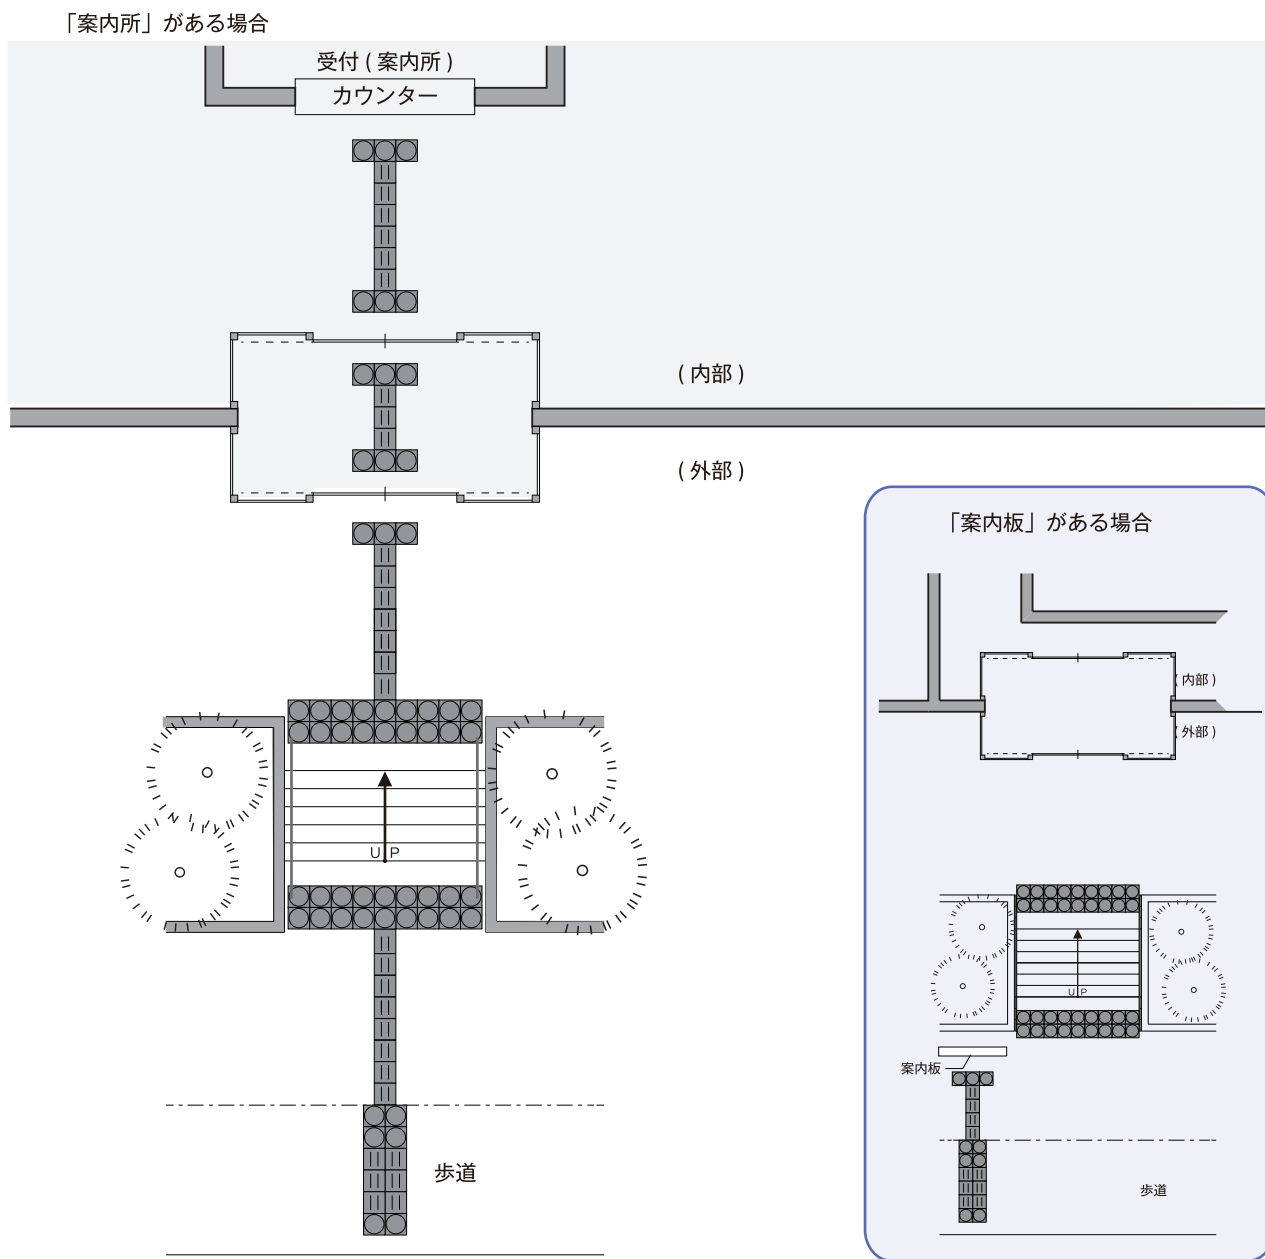 「案内所」がある場合
受付 ( 案内所 )
カウンター
( 内部 )
( 外部 )
UP
歩道
「案内板」がある場合
( 内部 )
( 外部 )
UP
案内板
歩道